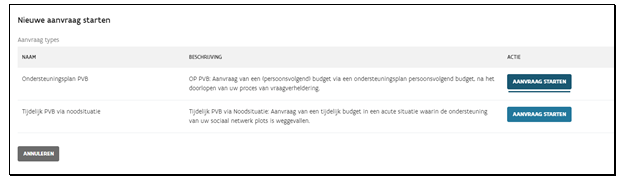 Nieuwe aanvraag starten
Aanvraag types
NAAM BESCHRIJVING ACTIE
Ondersteuningsplan PVB OP PVB: Aanvraag van een (persoonsvolgend) budget via een ondersteuningsplan persoonsvolgend budget, na het AANVRAAG STARTEN
doorlopen van uw proces van vraagverheldering.
Tijdelijk PVB via noodsituatie Tijdelijk PVB via Noodsituatie: Aanvraag van een tijdelijk budget in een acute situatie waarin de ondersteuning AANVRAAG STARTEN
van uw sociaal netwerk plots is weggevallen.
ANNULEREN